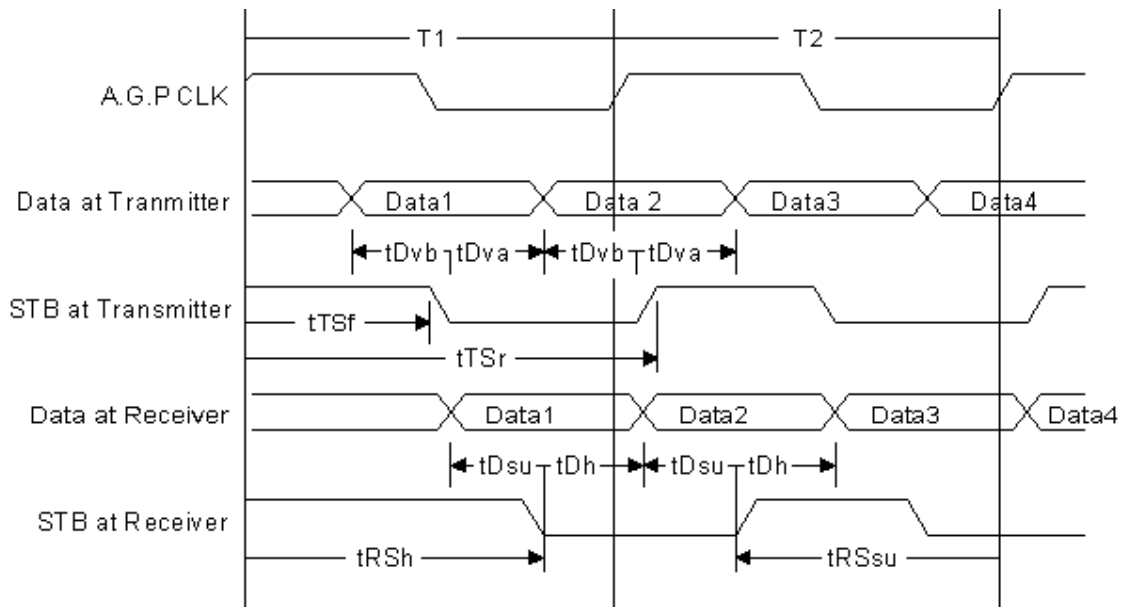 T1 T2
A.G.P CLK
Data at Tranmitter Data1 Data 2 Data3 Data4
tDvb tDva tDvb tDva
STB at Transmitter
tTSf
tTSr
Data at Receiver Data1 Data2 Data3 Data4
tDsu tDh tDsu tDh
STB at Receiver
tRSh tRSsu